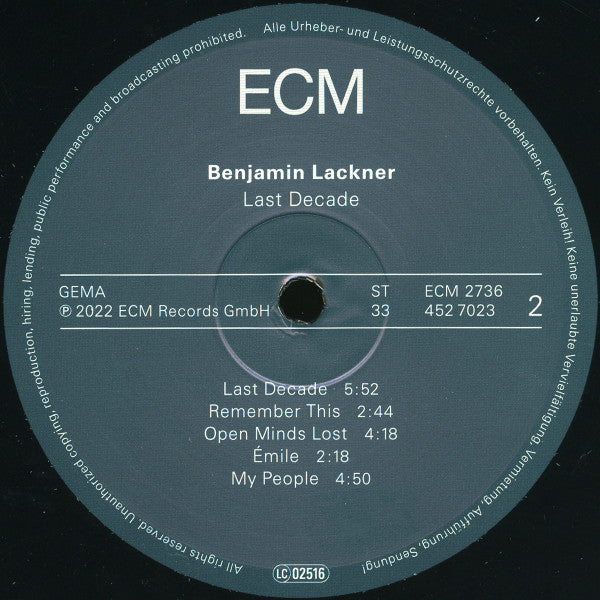 ECM
Benjamin Lackner
Last Decade
GEMA ST ECM 2736
℗ 2022 ECM Records GmbH 33 452 7023 2
Last Decade 5:52
Remember This 2:44
Open Minds Lost 4:18
Émile 2:18
My People 4:50
Alle Urheber- und Leistungsschutzrechte vorbehalten. Kein Verleih! Keine unerlaubte Vervielfältigung, Vermietung, Aufführung, Sendung!
All rights reserved. Unauthorized copying, reproduction, hiring, lending, public performance and broadcasting prohibited.
LC 02516